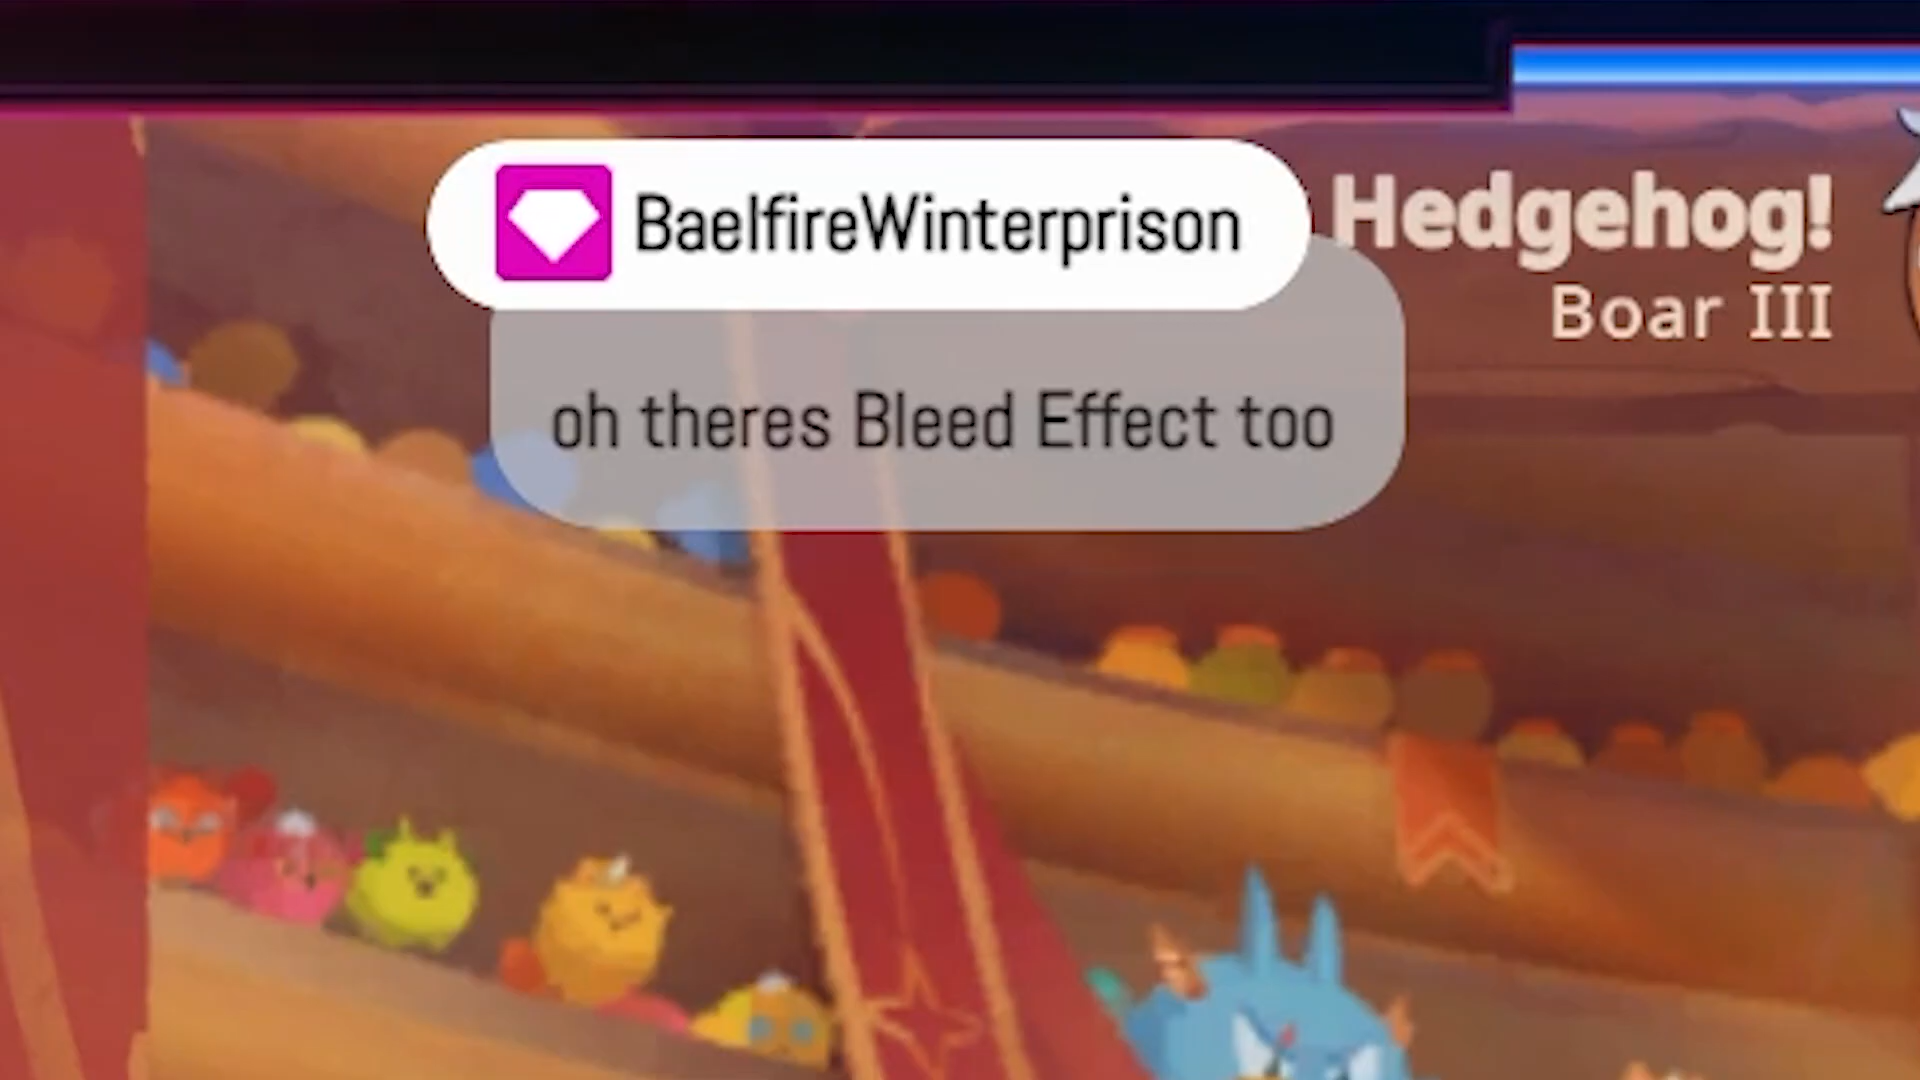 BaelfireWinterprison
Hedgehog!
Boar III
oh theres Bleed Effect too